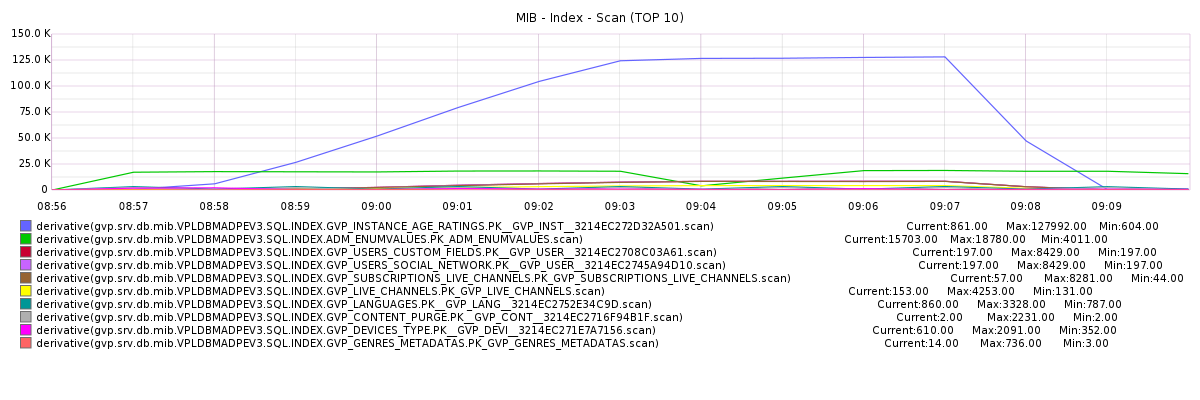 MIB - Index - Scan (TOP 10)
150.0 K
125.0 K
100.0 K
75.0 K
50.0 K
25.0 K
0
08:56 08:57 08:58 08:59 09:00 09:01 09:02 09:03 09:04 09:05 09:06 09:07 09:08 09:09
derivative(gvp.srv.db.mib.VPLDBMADPEV3.SQL.INDEX.GVP_INSTANCE_AGE_RATINGS.PK__GVP_INST__3214EC272D32A501.scan) Current:861.00 Max:127992.00 Min:604.00
derivative(gvp.srv.db.mib.VPLDBMADPEV3.SQL.INDEX.ADM_ENUMVALUES.PK_ADM_ENUMVALUES.scan) Current:15703.00 Max:18780.00 Min:4011.00
derivative(gvp.srv.db.mib.VPLDBMADPEV3.SQL.INDEX.GVP_USERS_CUSTOM_FIELDS.PK__GVP_USER__3214EC2708C03A61.scan) Current:197.00 Max:8429.00 Min:197.00
derivative(gvp.srv.db.mib.VPLDBMADPEV3.SQL.INDEX.GVP_USERS_SOCIAL_NETWORK.PK__GVP_USER__3214EC2745A94D10.scan) Current:197.00 Max:8429.00 Min:197.00
derivative(gvp.srv.db.mib.VPLDBMADPEV3.SQL.INDEX.GVP_SUBSCRIPTIONS_LIVE_CHANNELS.PK_GVP_SUBSCRIPTIONS_LIVE_CHANNELS.scan) Current:57.00 Max:8281.00 Min:44.00
derivative(gvp.srv.db.mib.VPLDBMADPEV3.SQL.INDEX.GVP_LIVE_CHANNELS.PK_GVP_LIVE_CHANNELS.scan) Current:153.00 Max:4253.00 Min:131.00
derivative(gvp.srv.db.mib.VPLDBMADPEV3.SQL.INDEX.GVP_LANGUAGES.PK__GVP_LANG__3214EC2752E34C9D.scan) Current:860.00 Max:3328.00 Min:787.00
derivative(gvp.srv.db.mib.VPLDBMADPEV3.SQL.INDEX.GVP_CONTENT_PURGE.PK__GVP_CONT__3214EC2716F94B1F.scan) Current:2.00 Max:2231.00 Min:2.00
derivative(gvp.srv.db.mib.VPLDBMADPEV3.SQL.INDEX.GVP_DEVICES_TYPE.PK__GVP_DEVI__3214EC271E7A7156.scan) Current:610.00 Max:2091.00 Min:352.00
derivative(gvp.srv.db.mib.VPLDBMADPEV3.SQL.INDEX.GVP_GENRES_METADATAS.PK_GVP_GENRES_METADATAS.scan) Current:14.00 Max:736.00 Min:3.00